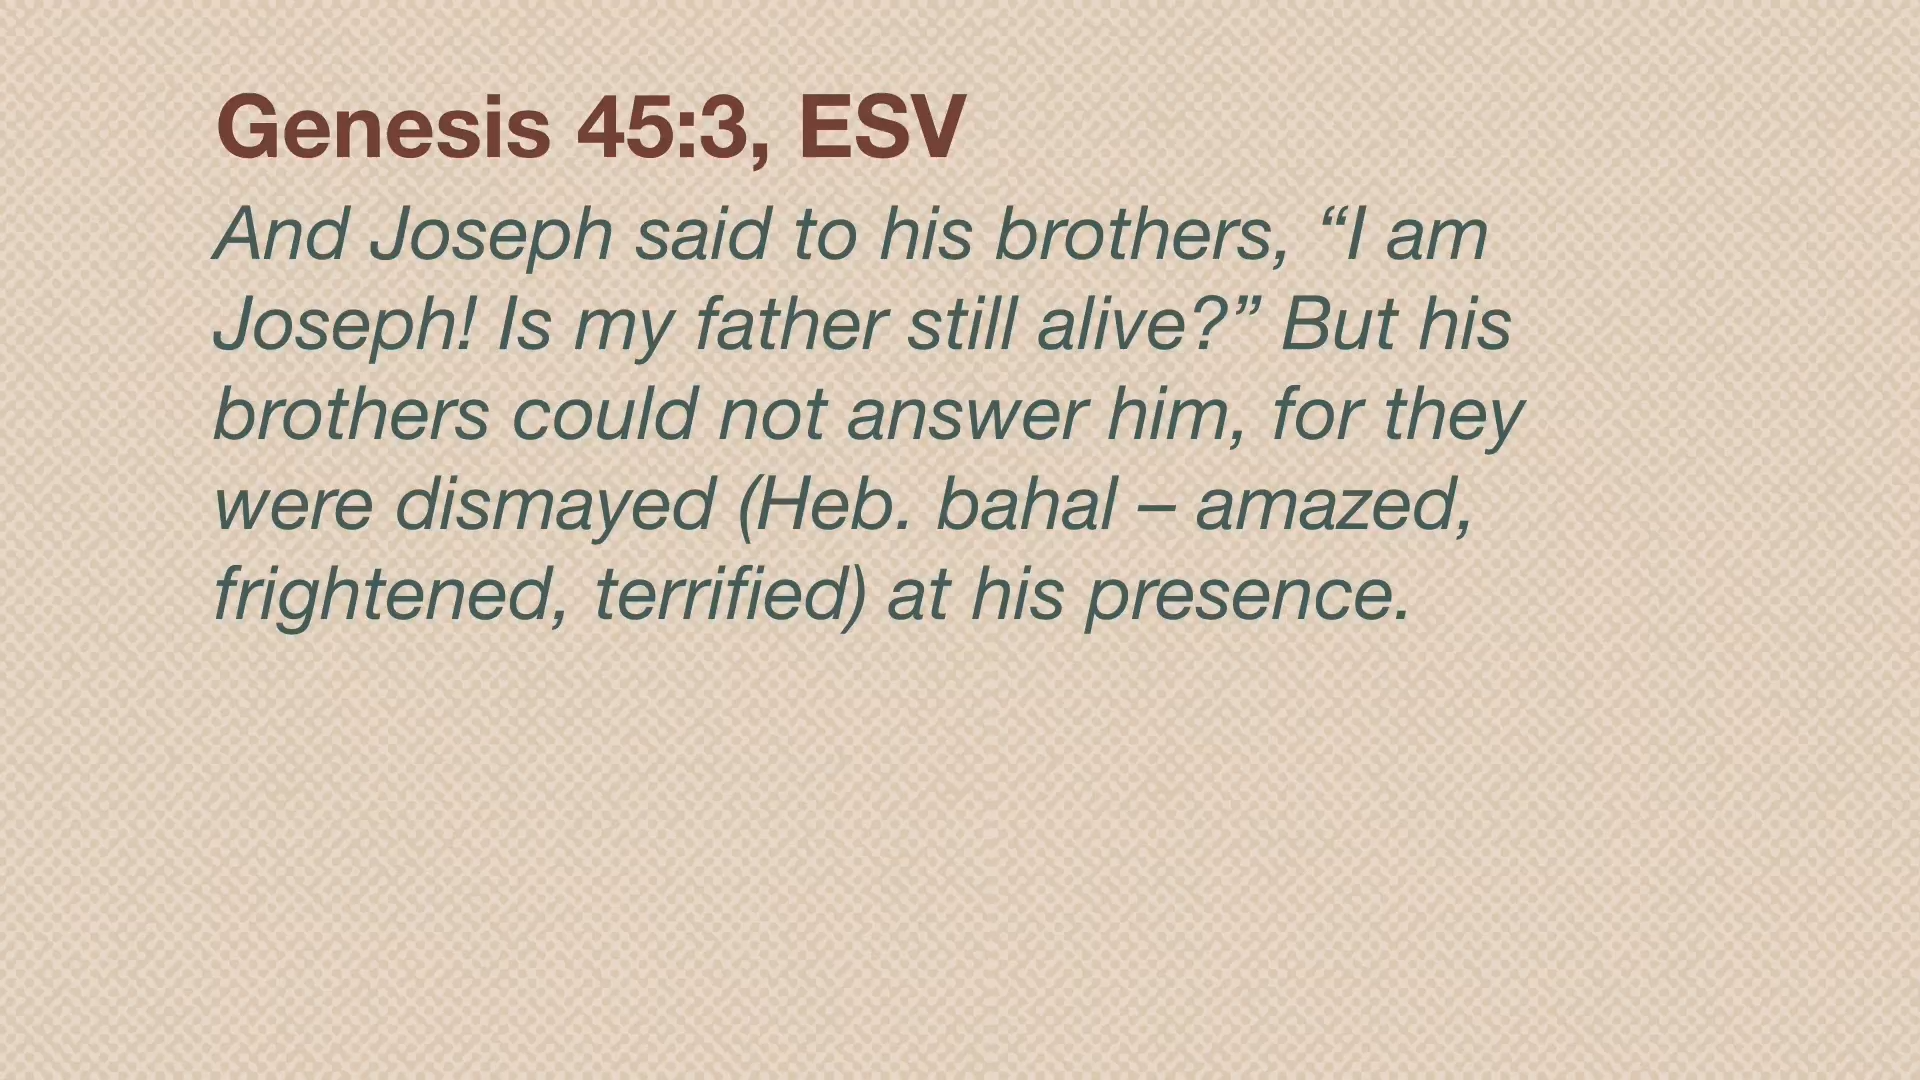 Genesis 45:3, ESV
And Joseph said to his brothers, “I am
Joseph! Is my father still alive?” But his
brothers could not answer him, for they
were dismayed (Heb. bahal – amazed,
frightened, terrified) at his presence.